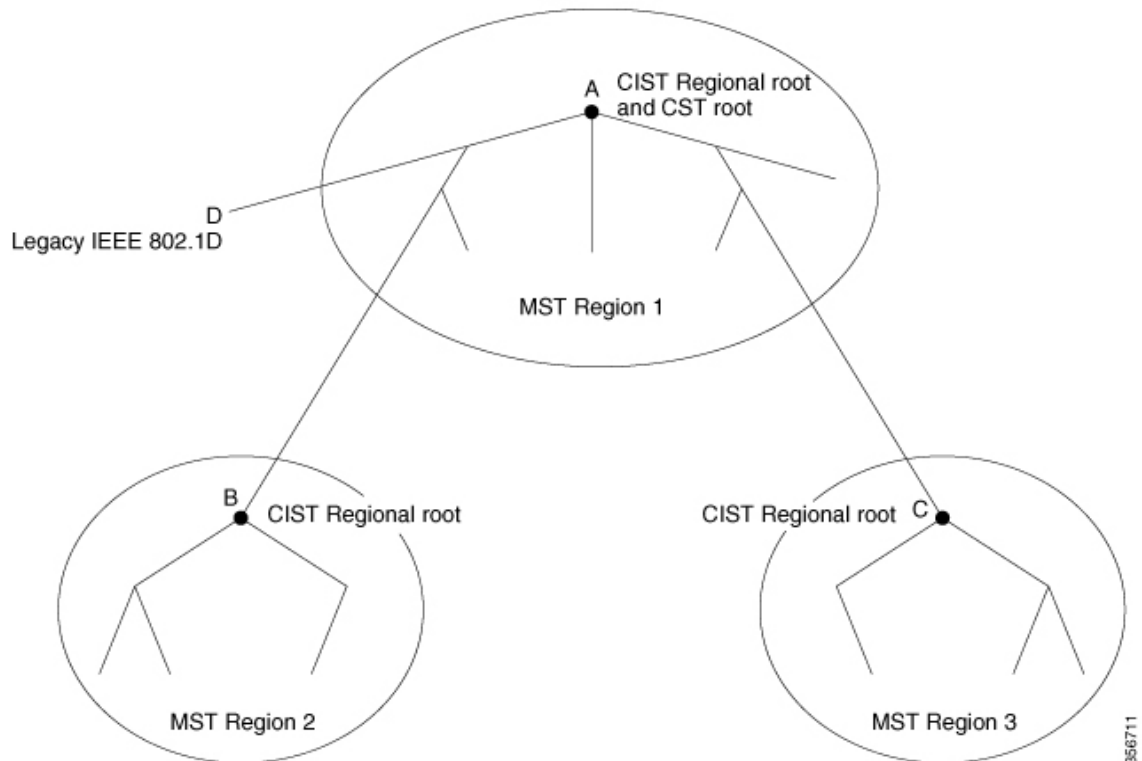 A
CIST Regional root
and CST root
D
Legacy IEEE 802.1D
MST Region 1
B
CIST Regional root
CIST Regional root
C
MST Region 2
MST Region 3
356711